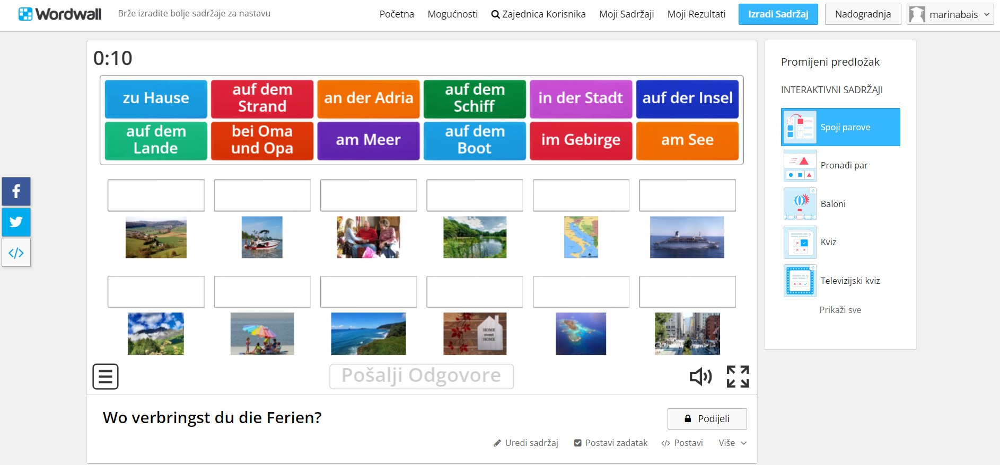 Wordwall Brže izradite bolje sadržaje za nastavu Početna Mogućnosti Zajednica Korisnika Moji Sadržaji Moji Rezultati Izradi Sadržaj Nadogradnja marinabais
0:10
zu Hause
auf dem
Strand
an der Adria
auf dem
Schiff
in der Stadt
auf der Insel
auf dem
Lande
bei Oma
und Opa
am Meer
auf dem
Boot
im Gebirge
am See
HOME
sweet
HOME
Pošalji Odgovore
Wo verbringst du die Ferien?
Podijeli
Uredi sadržaj Postavi zadatak Postavi Više
Promijeni predložak
INTERAKTIVNI SADRŽAJI
Spoji parove
Pronađi par
Baloni
Kviz
Televizijski kviz
Prikaži sve